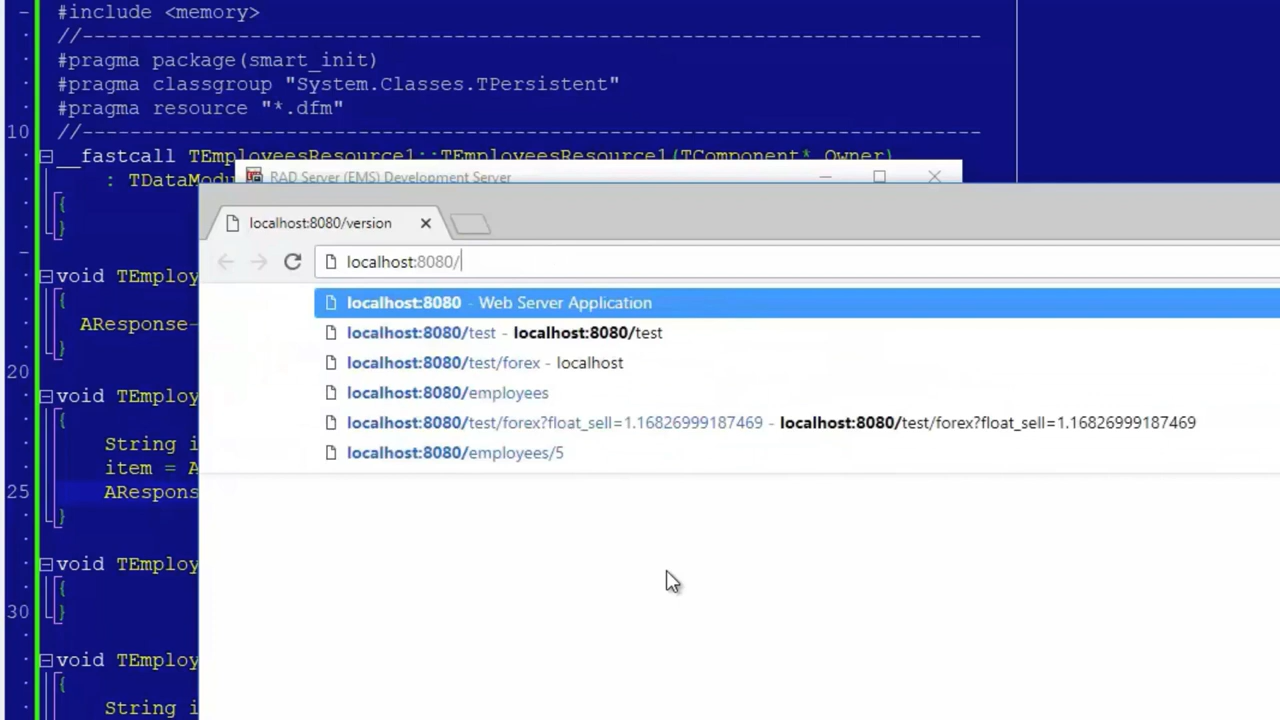 #include <memory>
//---------------------------------------------------------------------------
#pragma package(smart_init)
#pragma classgroup "System.Classes.TPersistent"
#pragma resource "*.dfm"
10 //---------------------------------------------------------------------------
__fastcall TEmployeesResource1::TEmployeesResource1(TComponent* Owner)
: TDataModu
RAD Server (EMS) Development Server
{
}
localhost:8080/version
localhost:8080/
void TEmploy
{
AResponse-
}
20
void TEmploy
{
String i
item = A
25 ARespons
}
void TEmploy
{
30 }
void TEmploy
{
String i
localhost:8080 - Web Server Application
localhost:8080/test - localhost:8080/test
localhost:8080/test/forex - localhost
localhost:8080/employees
localhost:8080/test/forex?float_sell=1.16826999187469 - localhost:8080/test/forex?float_sell=1.16826999187469
localhost:8080/employees/5